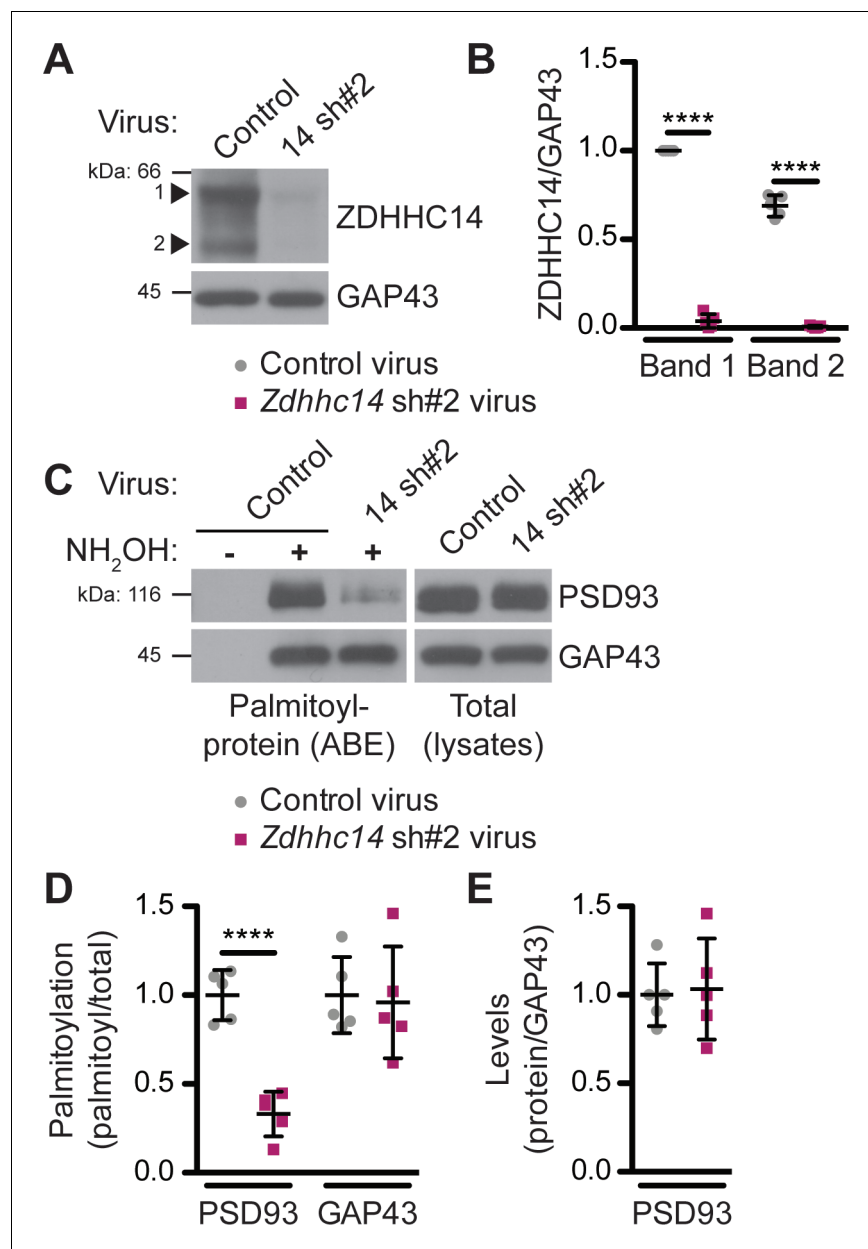 A
Virus:
Control
14 sh#2
kDa: 66
1
2
ZDHHC14
45
GAP43
Control virus
Zdhhc14 sh#2 virus
B
ZDHHC14/GAP43
1.5
1.0
0.5
0.0
****
****
Band 1
Band 2
C
Virus:
Control
14 sh#2
Control
14 sh#2
NH2OH:
- + +
kDa: 116
PSD93
45
GAP43
Palmitoyl-
protein (ABE)
Total
(lysates)
Control virus
Zdhhc14 sh#2 virus
D
Palmitoylation
(palmitoyl/total)
1.5
1.0
0.5
0.0
****
PSD93
GAP43
E
Levels
(protein/GAP43)
1.5
1.0
0.5
0.0
PSD93